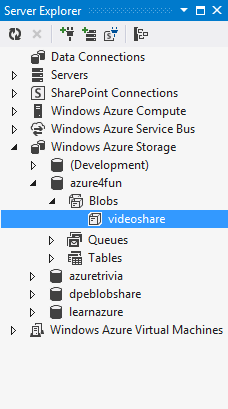 Server Explorer
Data Connections
Servers
SharePoint Connections
Windows Azure Compute
Windows Azure Service Bus
Windows Azure Storage
(Development)
azure4fun
Blobs
videoshare
Queues
Tables
azuretrivia
dpeblobshare
learnazure
Windows Azure Virtual Machines